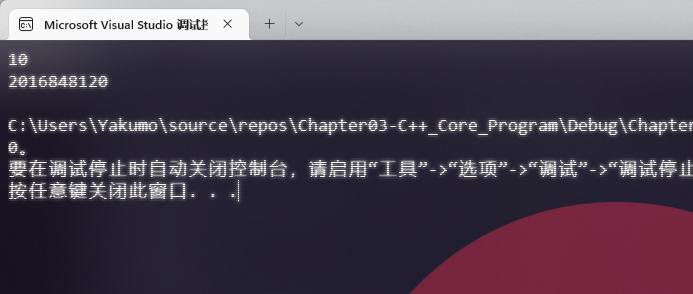 Microsoft Visual Studio 调试
10
2016848120
C:\Users\Yakumo\source\repos\Chapter03-C++_Core_Program\Debug\Chapter
0。
要在调试停止时自动关闭控制台，请启用“工具”->“选项”->“调试”->“调试停止
按任意键关闭此窗口. . .